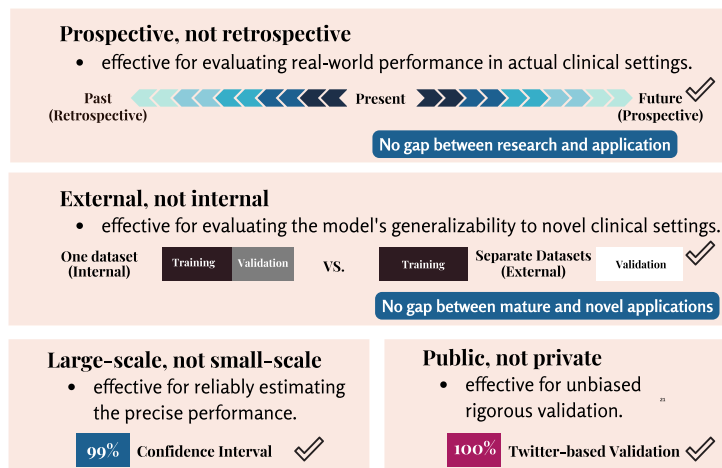 Prospective, not retrospective
• effective for evaluating real-world performance in actual clinical settings.
Past Present Future
(Retrospective) (Prospective)
No gap between research and application
External, not internal
• effective for evaluating the model's generalizability to novel clinical settings.
One dataset
(Internal)
Training Validation VS. Training
Separate Datasets
(External)
Validation
No gap between mature and novel applications
Large-scale, not small-scale
• effective for reliably estimating
the precise performance.
99% Confidence Interval
Public, not private
• effective for unbiased
rigorous validation.
100% Twitter-based Validation